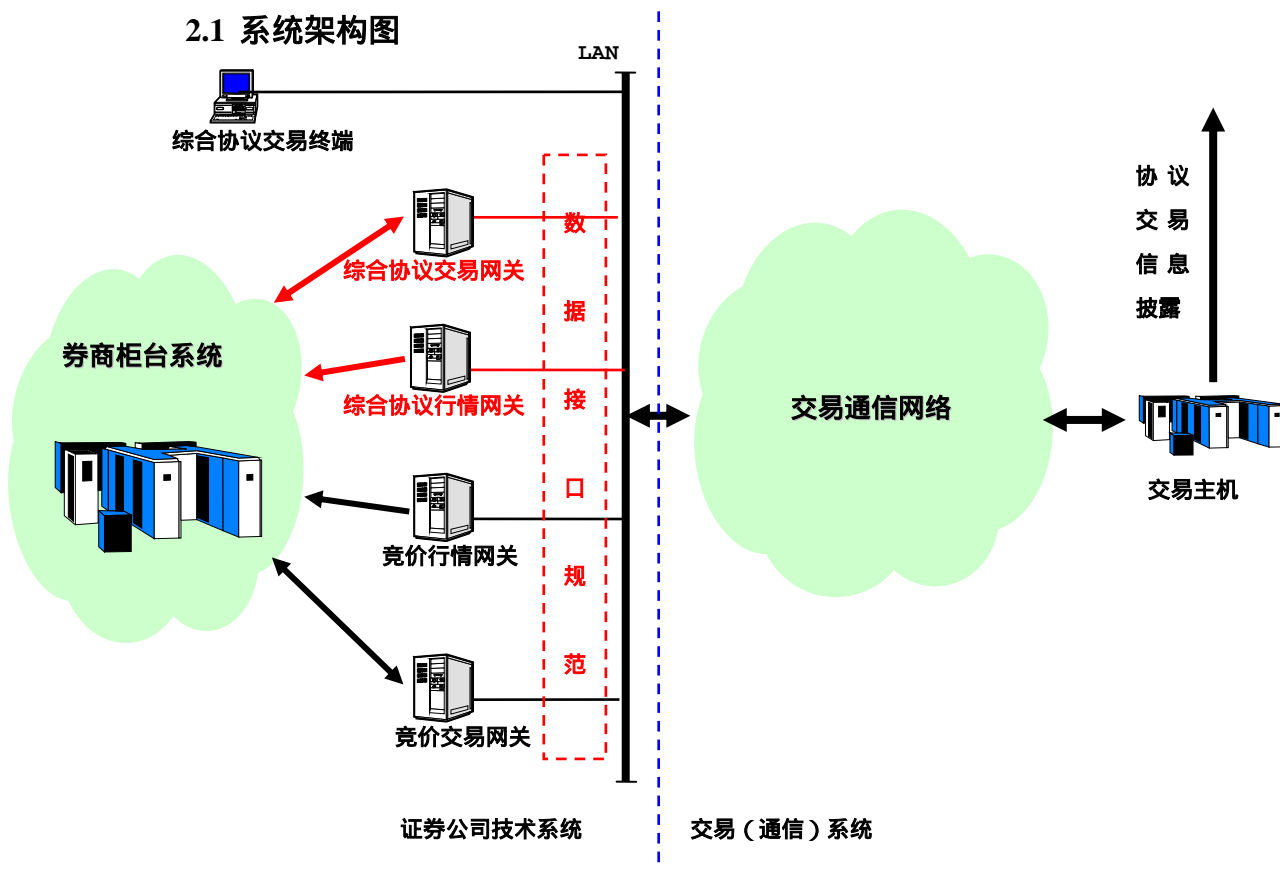 2.1 系统架构图
LAN
综合协议交易终端
综合协议交易网关
综合协议行情网关
竞价行情网关
竞价交易网关
券商柜台系统
数
据
接
口
规
范
交易通信网络
协 议
交 易
信 息
披露
交易主机
证券公司技术系统
交易（通信）系统